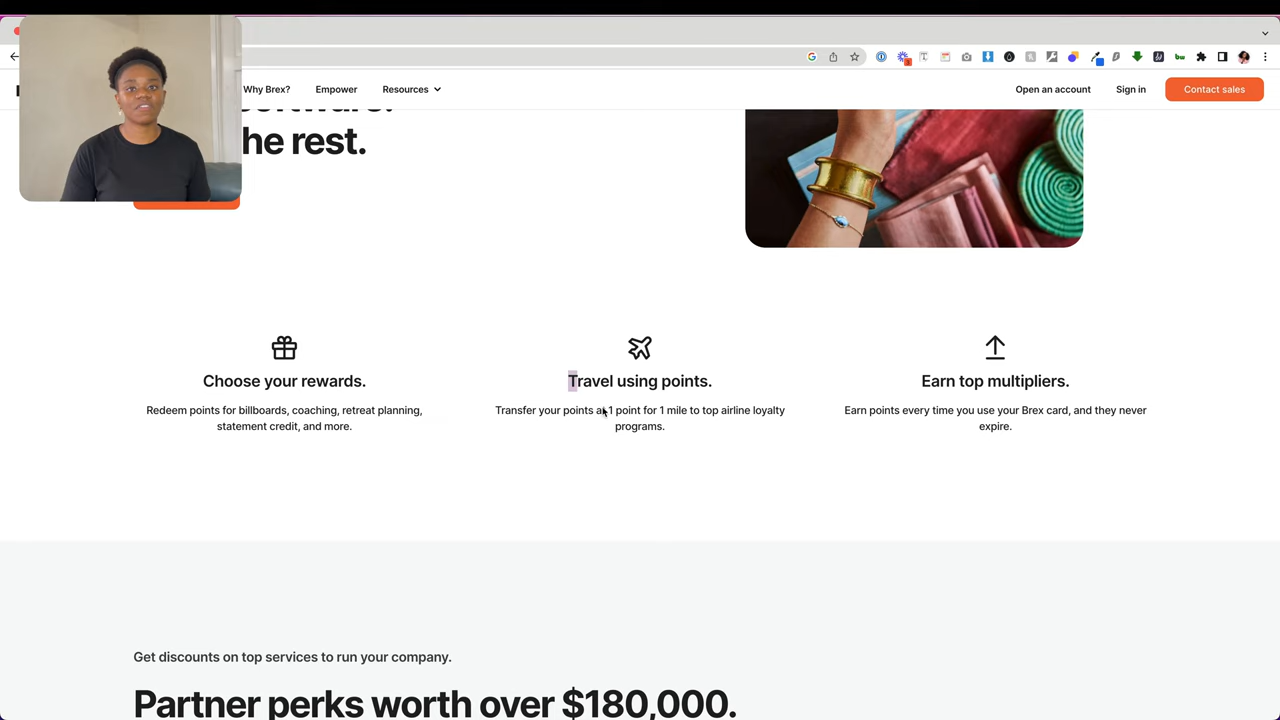 Why Brex?
Empower
Resources
Open an account
Sign in
Contact sales
he rest.
Choose your rewards.
Redeem points for billboards, coaching, retreat planning,
statement credit, and more.
Travel using points.
Transfer your points at 1 point for 1 mile to top airline loyalty
programs.
Earn top multipliers.
Earn points every time you use your Brex card, and they never
expire.
Get discounts on top services to run your company.
Partner perks worth over $180,000.